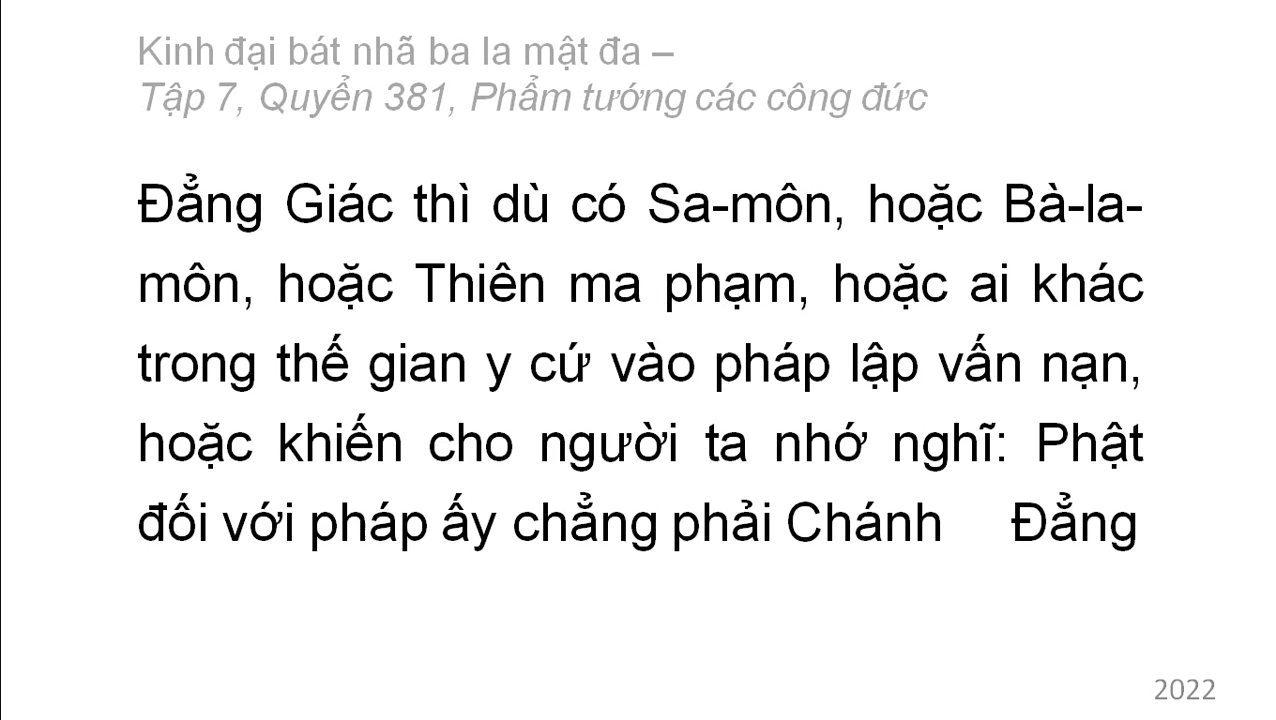 Kinh đại bát nhã ba la mật đa –
Tập 7, Quyển 381, Phẩm tướng các công đức
Đẳng Giác thì dù có Sa-môn, hoặc Bà-la-
môn, hoặc Thiên ma phạm, hoặc ai khác
trong thế gian y cứ vào pháp lập vấn nạn,
hoặc khiến cho người ta nhớ nghĩ: Phật
đối với pháp ấy chẳng phải Chánh Đẳng
2022